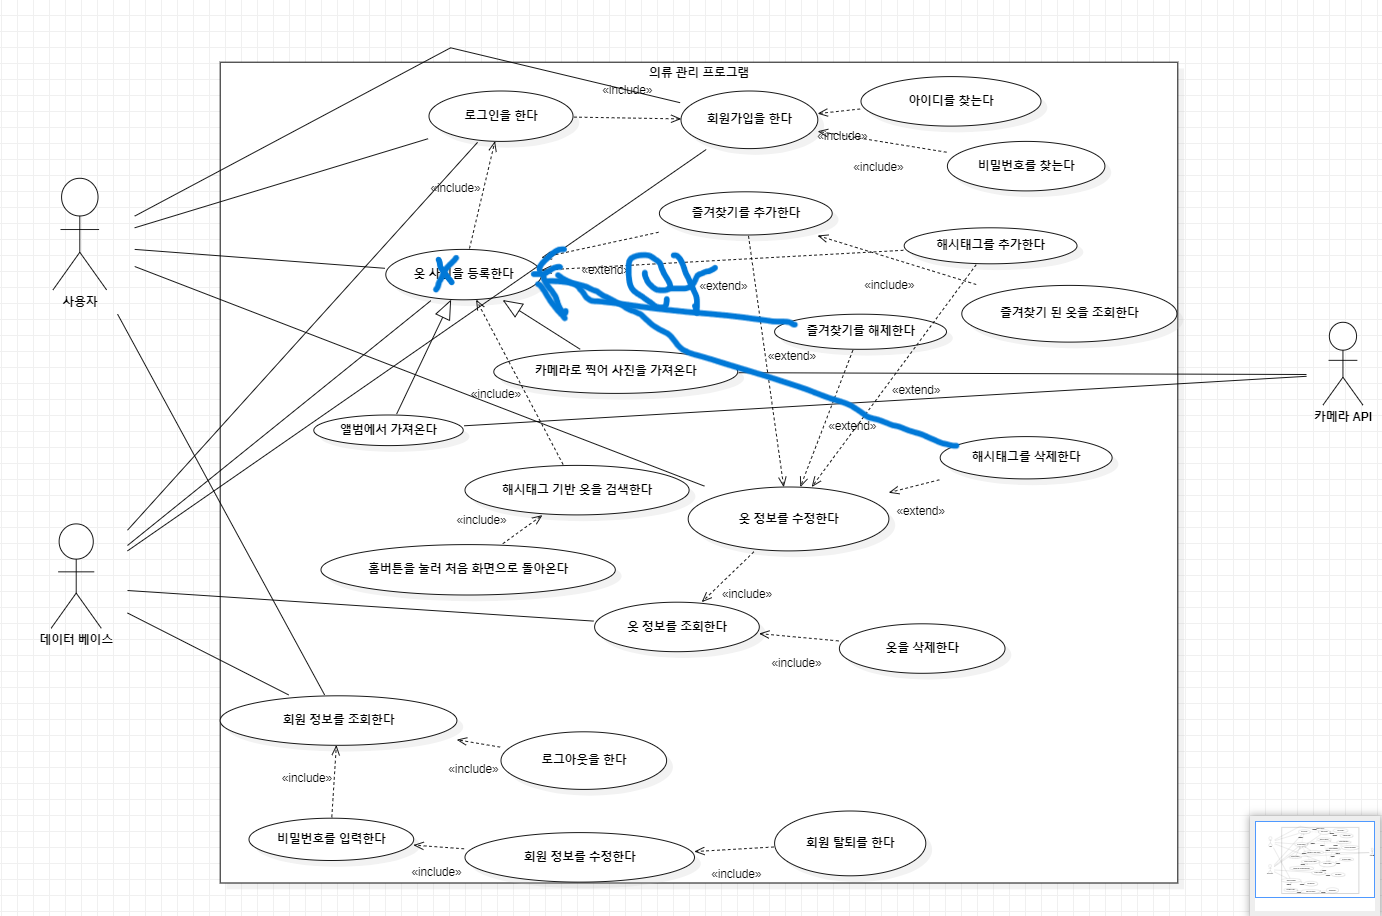 의류 관리 프로그램
«include»
로그인을 한다
회원가입을 한다
아이디를 찾는다
«include»
«include»
비밀번호를 찾는다
«include»
사용자
즐겨찾기를 추가한다
해시태그를 추가한다
옷 사을 등록한다
«extend»
«extend»
«extend»
«include»
즐겨찾기 된 옷을 조회한다
즐겨찾기를 해제한다
«extend»
카메라로 찍어 사진을 가져온다
«include»
«extend»
카메라 API
앨범에서 가져온다
«extend»
해시태그를 삭제한다
해시태그 기반 옷을 검색한다
«include»
옷 정보를 수정한다
«extend»
홈버튼을 눌러 처음 화면으로 돌아온다
«include»
데이터 베이스
옷 정보를 조회한다
옷을 삭제한다
«include»
회원 정보를 조회한다
«include»
«include»
로그아웃을 한다
비밀번호를 입력한다
«include»
회원 정보를 수정한다
«include»
회원 탈퇴를 한다